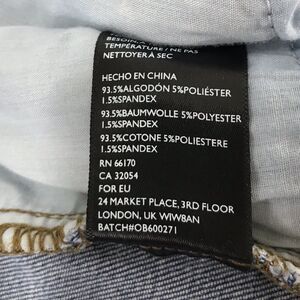 BESOIN,
TEMPÉRATURE/NE PAS
NETTOYER À SEC
HECHO EN CHINA
93.5%ALGODÓN 5%POLIÉSTER
1.5%SPANDEX
93.5%BAUMWOLLE 5%POLYESTER
1.5%SPANDEX
93.5%COTONE 5%POLIESTERE
1.5%SPANDEX
RN 66170
CA 32054
FOR EU
24 MARKET PLACE, 3RD FLOOR
LONDON, UK W1W8AN
BATCH#OB600271